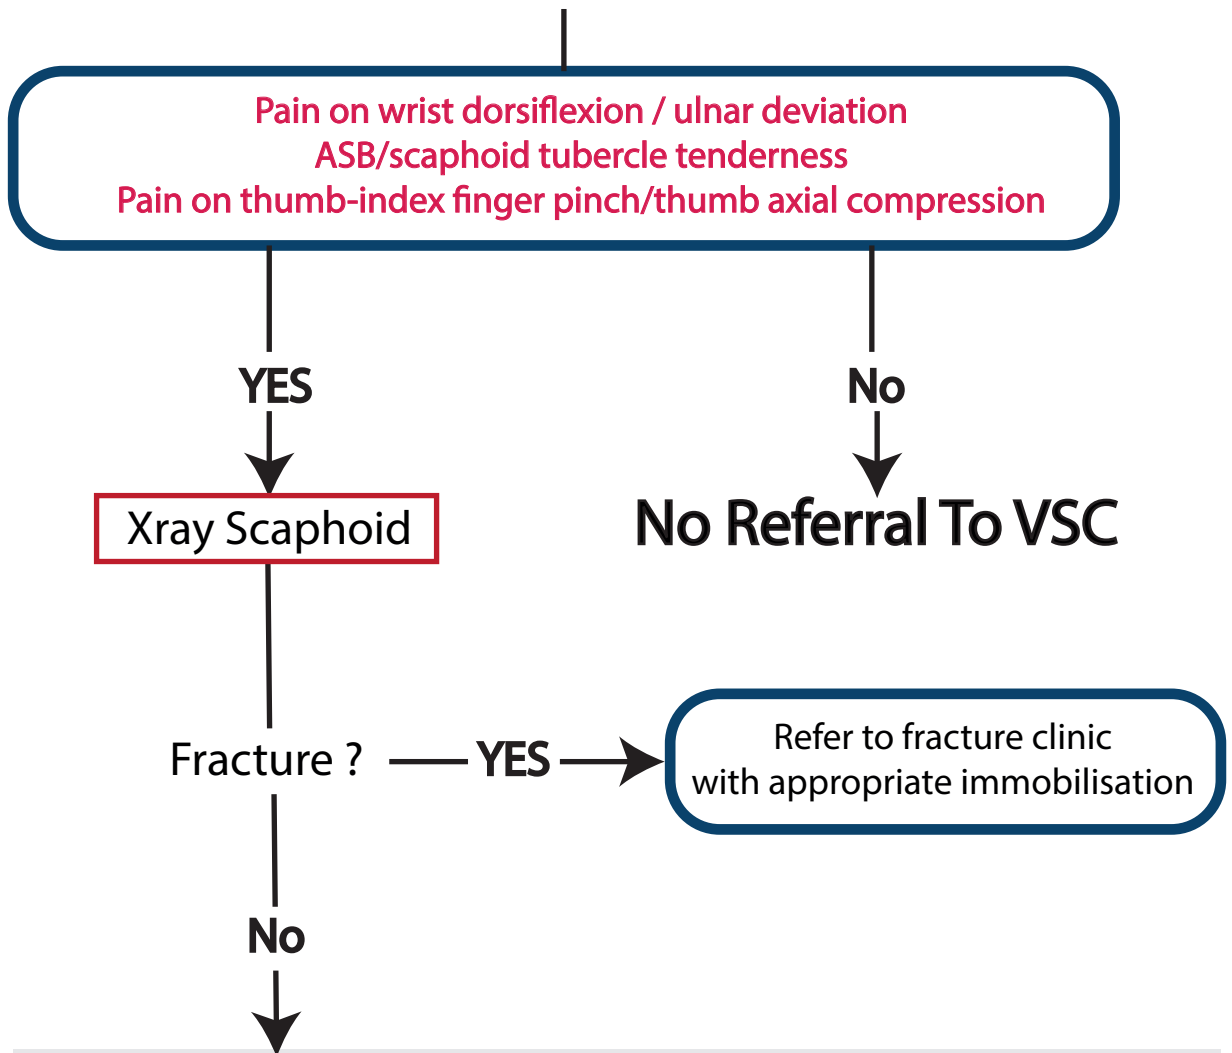 Pain on wrist dorsiflexion / ulnar deviation
ASB/scaphoid tubercle tenderness
Pain on thumb-index finger pinch/thumb axial compression
YES
No
Xray Scaphoid
No Referral To VSC
Fracture ?
YES
Refer to fracture clinic
with appropriate immobilisation
No